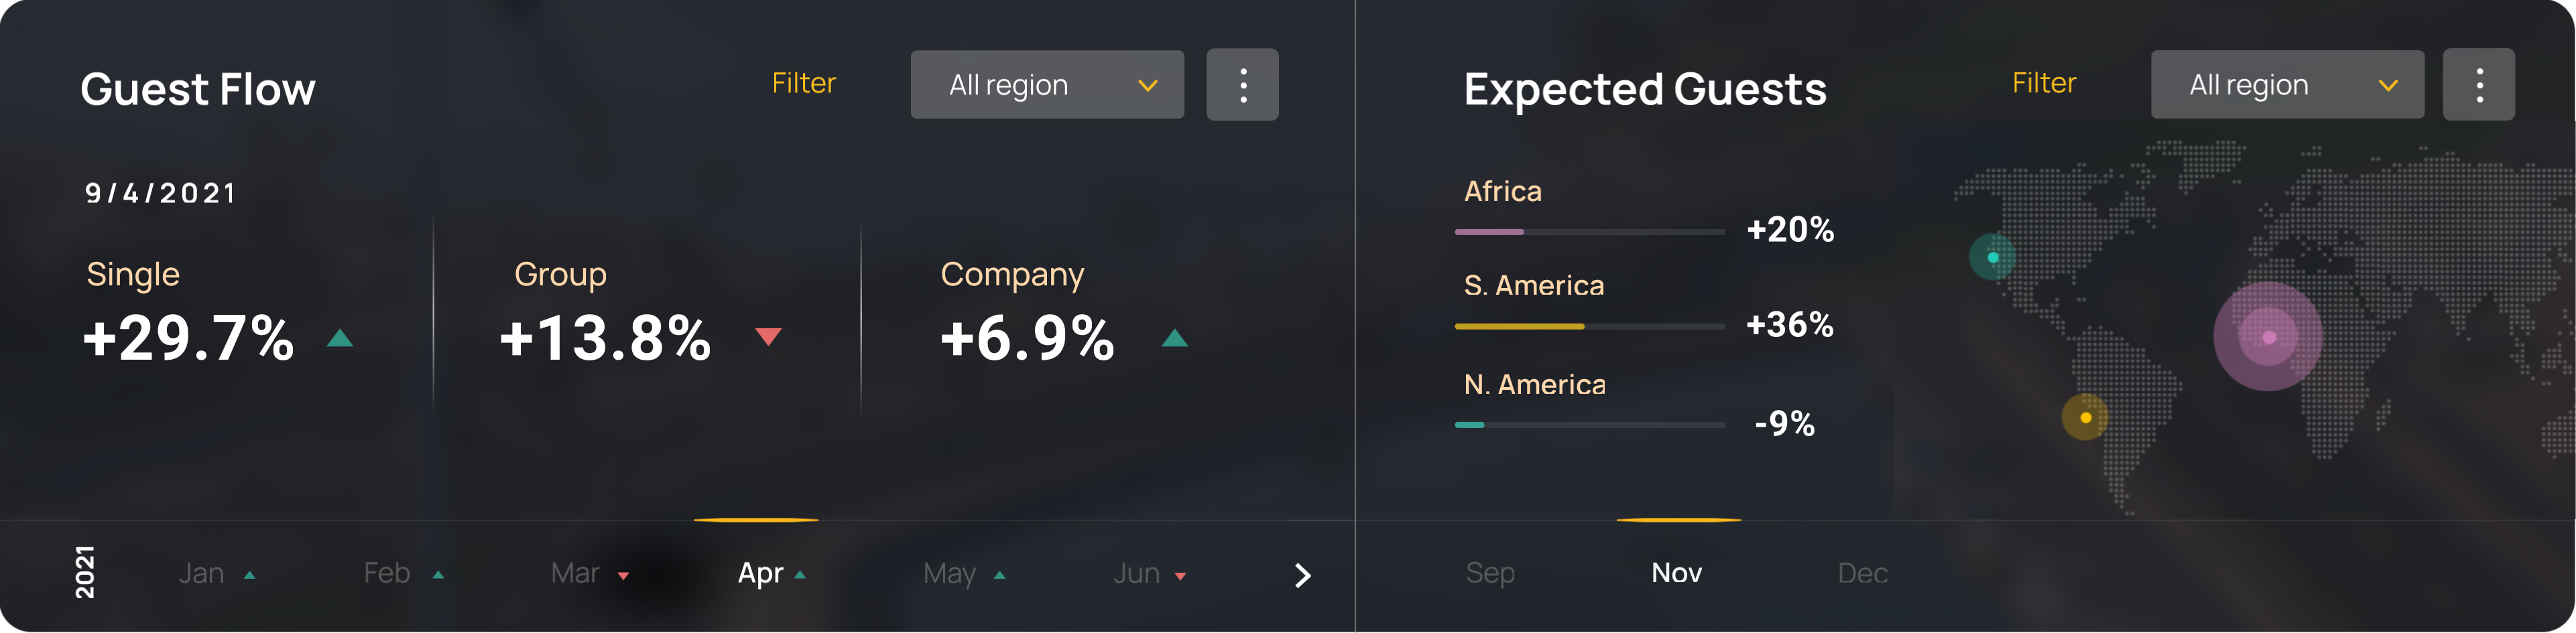 Guest Flow
Filter
All region
9/4/2021
Single
+29.7%
Group
+13.8%
Company
+6.9%
2021
Jan
Feb
Mar
Apr
May
Jun
Expected Guests
Filter
All region
Africa
+20%
S. America
+36%
N. America
-9%
Sep
Nov
Dec